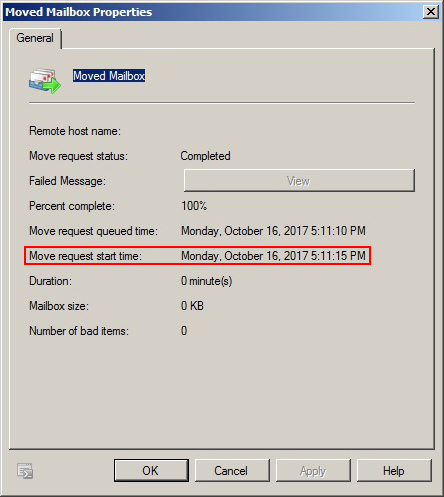 Moved Mailbox Properties
General
Moved Mailbox
Remote host name:
Move request status: Completed
Failed Message: View
Percent complete: 100%
Move request queued time: Monday, October 16, 2017 5:11:10 PM
Move request start time: Monday, October 16, 2017 5:11:15 PM
Duration: 0 minute(s)
Mailbox size: 0 KB
Number of bad items: 0
OK Cancel Apply Help